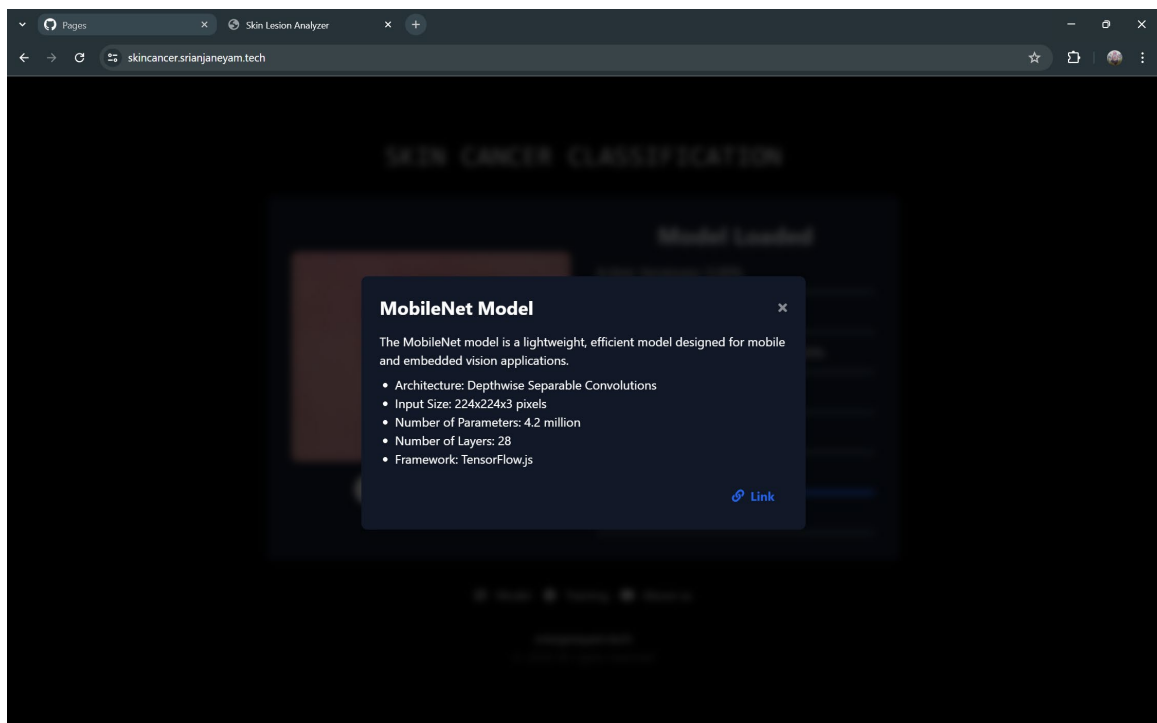 Pages
Skin Lesion Analyzer
skincancer.srianjaneyam.tech
SKIN CANCER CLASSIFICATION
Model Loaded
MobileNet Model
The MobileNet model is a lightweight, efficient model designed for mobile
and embedded vision applications.
• Architecture: Depthwise Separable Convolutions
• Input Size: 224x224x3 pixels
• Number of Parameters: 4.2 million
• Number of Layers: 28
• Framework: TensorFlow.js
Link